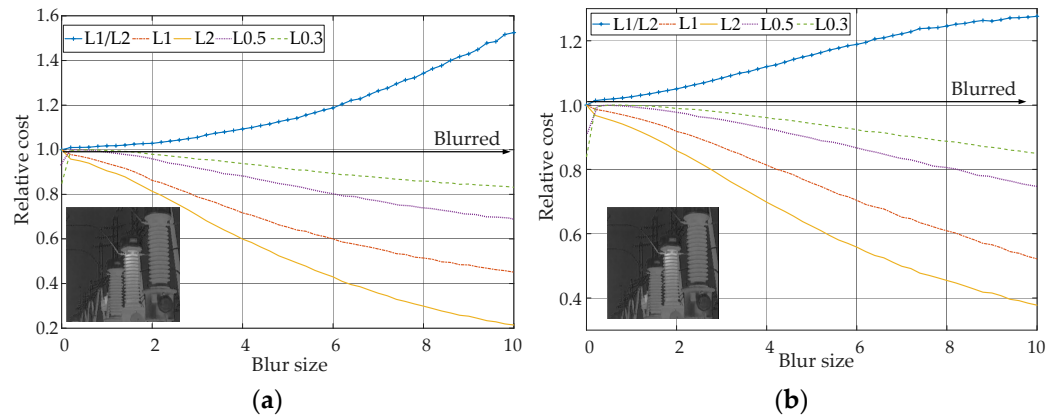 1.6
1.4
1.2
1.0
0.8
0.6
0.4
0.2
Relative cost
L1/L2 L1 L2 L0.5 L0.3
Blurred
0 2 4 6 8 10
Blur size
(a)
1.2
1.0
0.8
0.6
0.4
Relative cost
L1/L2 L1 L2 L0.5 L0.3
Blurred
0 2 4 6 8 10
Blur size
(b)